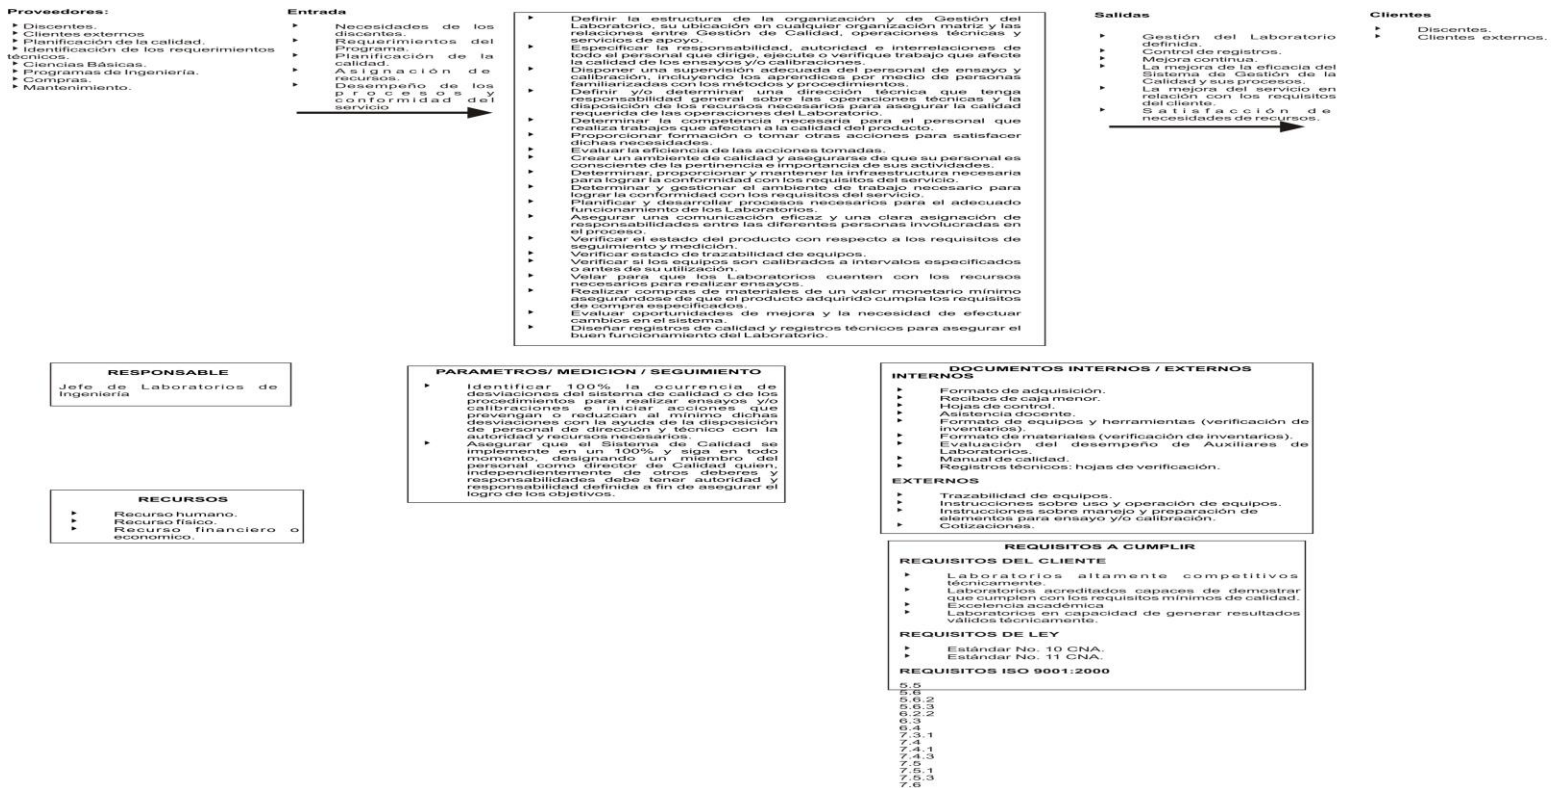 Proveedores:
Discentes.
Clientes externos
Planificación de la calidad.
Identificación de los requerimientos
técnicos.
Ciencias Básicas.
Programas de Ingeniería.
Compras.
Mantenimiento.
Entrada
Necesidades de los
discentes.
Requerimientos del
Programa.
Planificación de la
calidad.
Asignación de
recursos.
Desempeño de los
procesos y
conformidad del
servicio
Definir la estructura de la organización y de Gestión del
Laboratorio, su ubicación en cualquier organización matriz y las
relaciones entre Gestión de Calidad, operaciones técnicas y
servicios de apoyo.
Especificar la responsabilidad, autoridad e interrelaciones de
todo el personal que dirige, ejecute o verifique trabajo que afecte
la calidad de los ensayos y/o calibraciones.
Disponer una supervisión adecuada del personal de ensayo y
calibración, incluyendo los aprendices por medio de personas
familiarizadas con los métodos y procedimientos.
Definir y/o determinar una dirección técnica que tenga
responsabilidad general sobre las operaciones técnicas y la
disposición de los recursos necesarios para asegurar la calidad
requerida de las operaciones del Laboratorio.
Determinar la competencia necesaria para el personal que
realiza trabajos que afectan a la calidad del producto.
Proporcionar formación o tomar otras acciones para satisfacer
dichas necesidades.
Evaluar la eficiencia de las acciones tomadas.
Crear un ambiente de calidad y asegurarse de que su personal es
consciente de la pertinencia e importancia de sus actividades.
Determinar, proporcionar y mantener la infraestructura necesaria
para lograr la conformidad con los requisitos del servicio.
Determinar y gestionar el ambiente de trabajo necesario para
lograr la conformidad con los requisitos del servicio.
Planificar y desarrollar procesos necesarios para el adecuado
funcionamiento de los Laboratorios.
Asegurar una comunicación eficaz y una clara asignación de
responsabilidades entre las diferentes personas involucradas en
el proceso.
Verificar el estado del producto con respecto a los requisitos de
seguimiento y medición.
Verificar estado de trazabilidad de equipos.
Verificar si los equipos son calibrados a intervalos especificados
o antes de su utilización.
Velar para que los Laboratorios cuenten con los recursos
necesarios para realizar ensayos.
Realizar compras de materiales de un valor monetario mínimo
asegurándose de que el producto adquirido cumpla los requisitos
de compra especificados.
Evaluar oportunidades de mejora y la necesidad de efectuar
cambios en el sistema.
Diseñar registros de calidad y registros técnicos para asegurar el
buen funcionamiento del Laboratorio.
Salidas
Gestión del Laboratorio
definida.
Control de registros.
Mejora continua.
La mejora de la eficacia del
Sistema de Gestión de la
Calidad y sus procesos.
La mejora del servicio en
relación con los requisitos
del cliente.
Satisfacción de
necesidades de recursos.
Clientes
Discentes.
Clientes externos.
RESPONSABLE
Jefe de Laboratorios de
Ingeniería
RECURSOS
Recurso humano.
Recurso físico.
Recurso financiero o
economico.
PARAMETROS/ MEDICION / SEGUIMIENTO
Identificar 100% la ocurrencia de
desviaciones del sistema de calidad o de los
procedimientos para realizar ensayos y/o
calibraciones e iniciar acciones que
prevengan o reduzcan al mínimo dichas
desviaciones con la ayuda de la disposición
de personal de dirección y técnico con la
autoridad y recursos necesarios.
Asegurar que el Sistema de Calidad se
implemente en un 100% y siga en todo
momento, designando un miembro del
personal como director de Calidad quien,
independientemente de otros deberes y
responsabilidades debe tener autoridad y
responsabilidad definida a fin de asegurar el
logro de los objetivos.
DOCUMENTOS INTERNOS / EXTERNOS
INTERNOS
Formato de adquisición.
Recibos de caja menor.
Hojas de control.
Asistencia docente.
Formato de equipos y herramientas (verificación de
inventarios).
Formato de materiales (verificación de inventarios).
Evaluación del desempeño de Auxiliares de
Laboratorios.
Manual de calidad.
Registros técnicos: hojas de verificación.
EXTERNOS
Trazabilidad de equipos.
Instrucciones sobre uso y operación de equipos.
Instrucciones sobre manejo y preparación de
elementos para ensayo y/o calibración.
Cotizaciones.
REQUISITOS A CUMPLIR
REQUISITOS DEL CLIENTE
Laboratorios altamente competitivos
técnicamente.
Laboratorios acreditados capaces de demostrar
que cumplen con los requisitos mínimos de calidad.
Excelencia académica
Laboratorios en capacidad de generar resultados
válidos técnicamente.
REQUISITOS DE LEY
Estándar No. 10 CNA.
Estándar No. 11 CNA.
REQUISITOS ISO 9001:2000
5.5
5.6
5.6.2
5.6.3
6.2.2
6.3
6.4
7.3.1
7.4
7.4.1
7.4.3
7.5
7.5.1
7.5.3
7.6